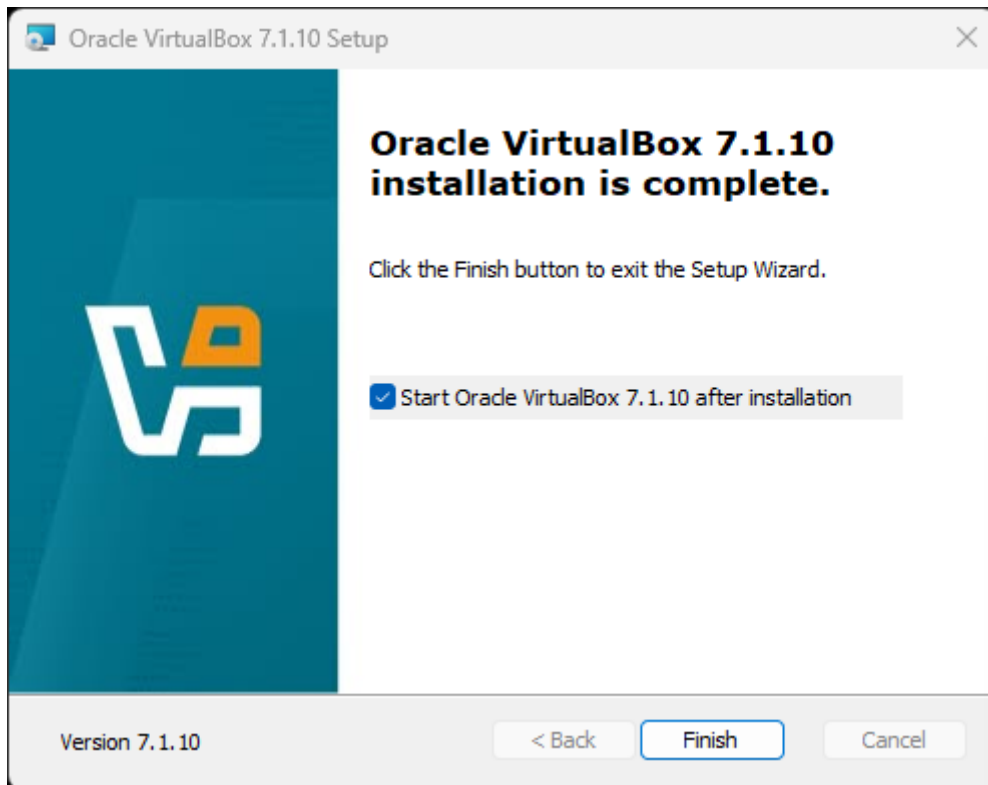 Oracle VirtualBox 7.1.10 Setup
Oracle VirtualBox 7.1.10
installation is complete.
Click the Finish button to exit the Setup Wizard.
Start Oracle VirtualBox 7.1.10 after installation
Version 7.1.10
< Back
Finish
Cancel